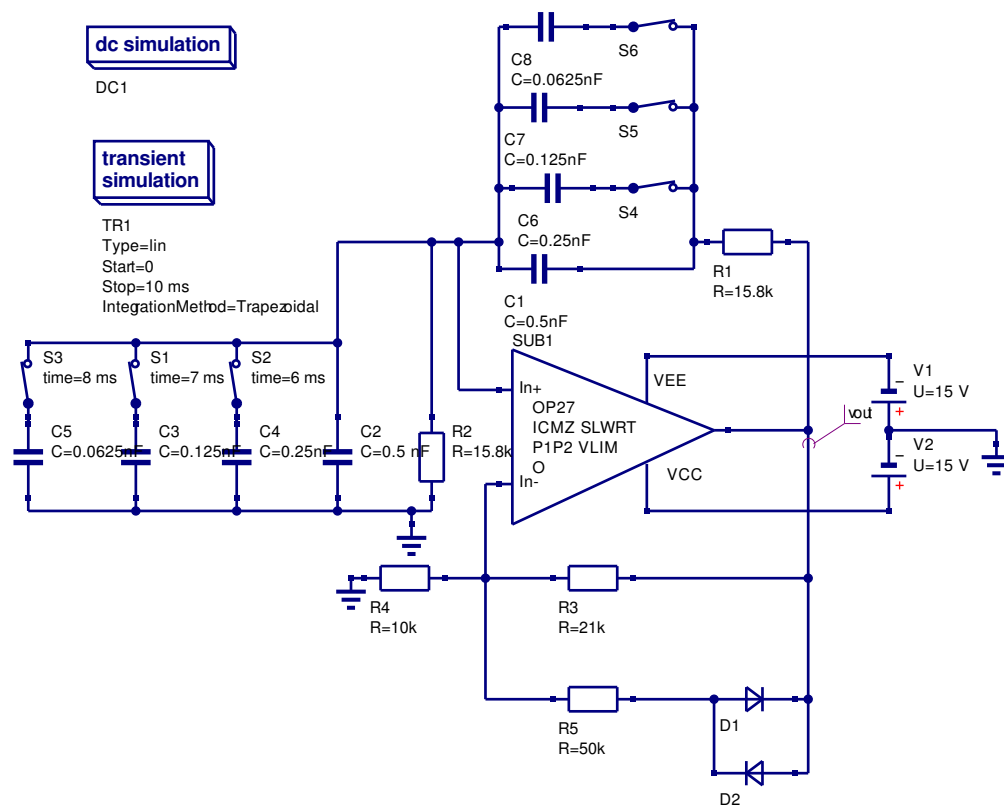 dc simulation
DC1
transient
simulation
TR1
Type=lin
Start=0
Stop=10 ms
IntegrationMethod=Trapezoidal
S6
C8
C=0.0625nF
S5
C7
C=0.125nF
S4
C6
C=0.25nF
R1
R=15.8k
C1
C=0.5nF
SUB1
S3
time=8 ms
S1
time=7 ms
S2
time=6 ms
C5
C=0.0625nF
C3
C=0.125nF
C4
C=0.25nF
C2
C=0.5 nF
R2
R=15.8k
In+
OP27
ICMZ SLWRT
P1P2 VLIM
O
In-
VEE
VCC
vout
V1
U=15 V
V2
U=15 V
−
+
−
+
R4
R=10k
R3
R=21k
R5
R=50k
D1
D2